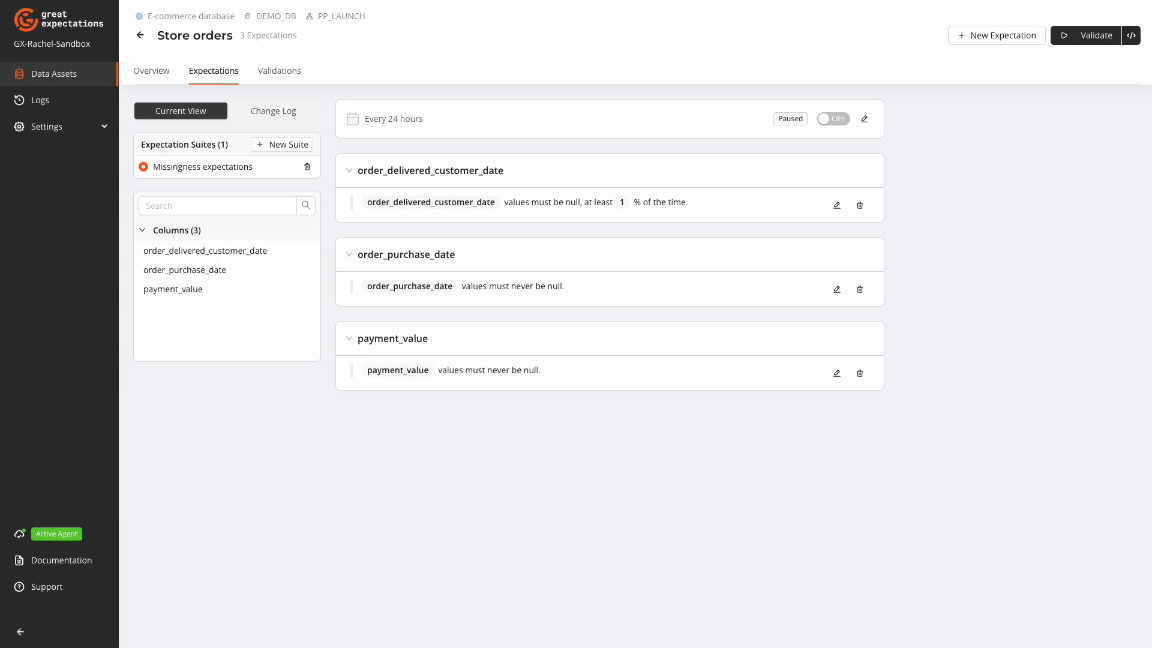 great
expectations
GX-Rachel-Sandbox
Data Assets
Logs
Settings
Active Agent
Documentation
Support
E-commerce database DEMO_DB PP_LAUNCH
Store orders 3 Expectations
New Expectation
Validate
Overview Expectations Validations
Current View Change Log
Expectation Suites (1) + New Suite
Missingness expectations
Search
Columns (3)
order_delivered_customer_date
order_purchase_date
payment_value
Every 24 hours Paused OFF
order_delivered_customer_date
order_delivered_customer_date values must be null, at least 1 % of the time.
order_purchase_date
order_purchase_date values must never be null.
payment_value
payment_value values must never be null.